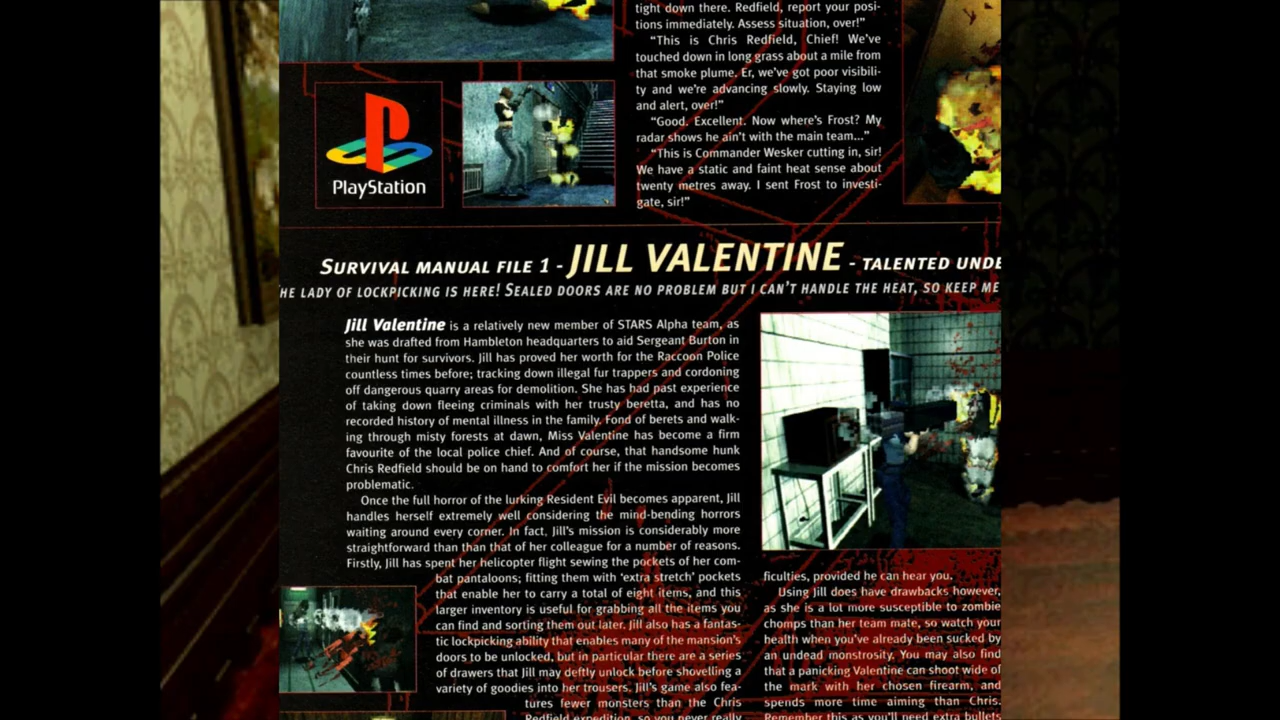 tight down there. Redfield, report your posi-
tions immediately. Assess situation, over!"
"This is Chris Redfield, Chief! We've
touched down in long grass about a mile from
that smoke plume. Er, we've got poor visibili-
ty and we're advancing slowly. Staying low
and alert, over!"
"Good. Excellent. Now where's Frost? My
radar shows he ain't with the main team..."
"This is Commander Wesker cutting in, sir!
We have a static and faint heat sense about
twenty metres away. I sent Frost to investi-
gate, sir!"
PlayStation
SURVIVAL MANUAL FILE 1 - JILL VALENTINE - TALENTED UNDE
HE LADY OF LOCKPICKING IS HERE! SEALED DOORS ARE NO PROBLEM BUT I CAN'T HANDLE THE HEAT, SO KEEP ME
Jill Valentine is a relatively new member of STARS Alpha team, as
she was drafted from Hambleton headquarters to aid Sergeant Burton in
their hunt for survivors. Jill has proved her worth for the Raccoon Police
countless times before; tracking down illegal fur trappers and cordoning
off dangerous quarry areas for demolition. She has had past experience
of taking down fleeing criminals with her trusty beretta, and has no
recorded history of mental illness in the family. Fond of berets and walk-
ing through misty forests at dawn, Miss Valentine has become a firm
favourite of the local police chief. And of course, that handsome hunk
Chris Redfield should be on hand to comfort her if the mission becomes
problematic.
Once the full horror of the lurking Resident Evil becomes apparent, Jill
handles herself extremely well considering the mind-bending horrors
waiting around every corner. In fact, Jill's mission is considerably more
straightforward than than that of her colleague for a number of reasons.
Firstly, Jill has spent her helicopter flight sewing the pockets of her com-
bat pantaloons; fitting them with 'extra stretch' pockets
that enable her to carry a total of eight items, and this
larger inventory is useful for grabbing all the items you
can find and sorting them out later. Jill also has a fantas-
tic lockpicking ability that enables many of the mansion's
doors to be unlocked, but in particular there are a series
of drawers that Jill may deftly unlock before shovelling a
variety of goodies into her trousers. Jill's game also fea-
tures fewer monsters than the Chris
Redfield expedition, so you never really
ficulties, provided he can hear you.
Using Jill does have drawbacks however,
as she is a lot more susceptible to zombie
chomps than her team mate, so watch your
health when you've already been sucked by
an undead monstrosity. You may also find
that a panicking Valentine can shoot wide of
the mark with her chosen firearm, and
spends more time aiming than Chris.
Remember this as you'll need extra bullets